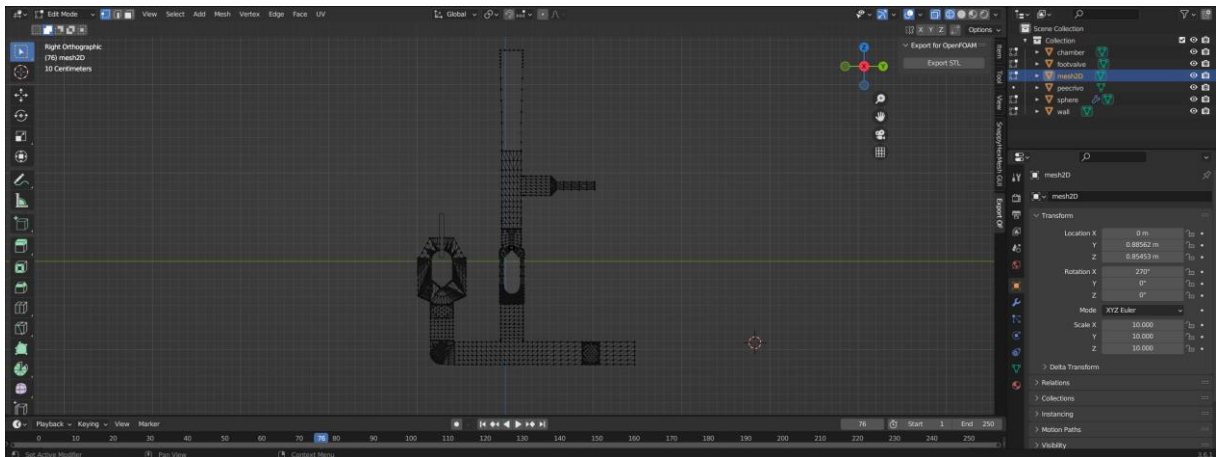 Edit Mode View Select Add Mesh Vertex Edge Face UV Global
X Y Z Options
Right Orthographic
(76) mesh2D
10 Centimeters
Export for OpenFOAM
Export STL
Item
Tool
View
SnappyHexMesh GUI
Export OF
Scene Collection
Collection
chamber
footvalve
mesh2D
peecrivo
sphere
wall
mesh2D
mesh2D
Transform
Location X 0 m
Y 0.88562 m
Z 0.85453 m
Rotation X 270°
Y 0°
Z 0°
Mode XYZ Euler
Scale X 10.000
Y 10.000
Z 10.000
Delta Transform
Relations
Collections
Instancing
Motion Paths
Visibility
Playback Keying View Marker 76 Start 1 End 250
0 10 20 30 40 50 60 70 76 80 90 100 110 120 130 140 150 160 170 180 190 200 210 220 230 240 250
Set Active Modifier Pan View Context Menu 3.6.1